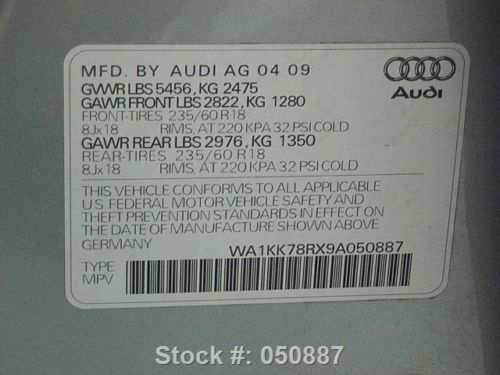 MFD. BY AUDI AG 04 09
GVWR LBS 5456, KG 2475
GAWR FRONT LBS 2822, KG 1280
FRONT-TIRES 235/60 R18
8Jx18 RIMS, AT 220 KPA 32 PSI COLD
GAWR REAR LBS 2976, KG 1350
REAR-TIRES 235/60 R18
8Jx18 RIMS, AT 220 KPA 32 PSI COLD
Audi
THIS VEHICLE CONFORMS TO ALL APPLICABLE
U.S. FEDERAL MOTOR VEHICLE SAFETY AND
THEFT PREVENTION STANDARDS IN EFFECT ON
THE DATE OF MANUFACTURE SHOWN ABOVE
GERMANY WA1KK78RX9A050887
TYPE
MPV
Stock #: 050887